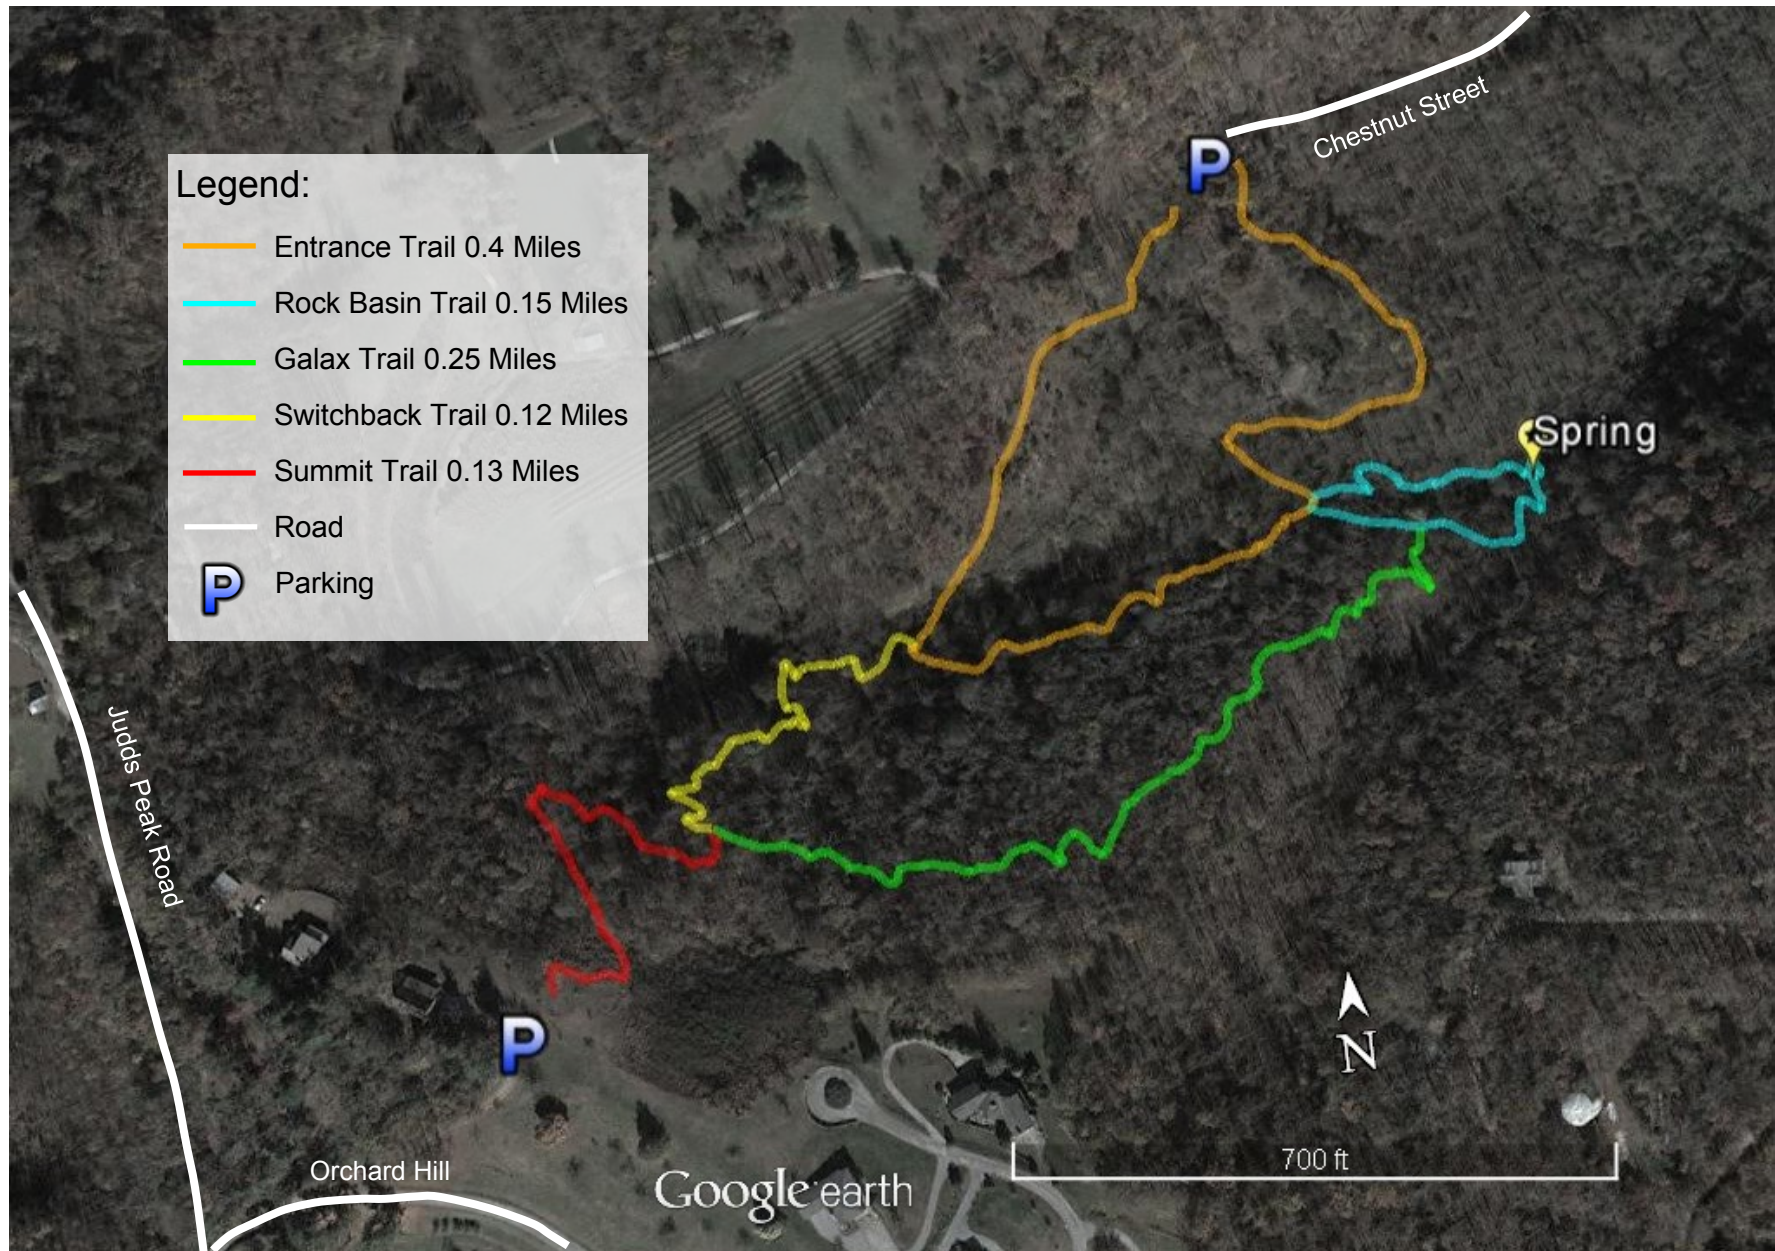 Chestnut Street
P
Legend:
Entrance Trail 0.4 Miles
Rock Basin Trail 0.15 Miles
Galax Trail 0.25 Miles
Switchback Trail 0.12 Miles
Summit Trail 0.13 Miles
Road
P Parking
Spring
Judds Peak Road
P
N
700 ft
Orchard Hill
Google earth